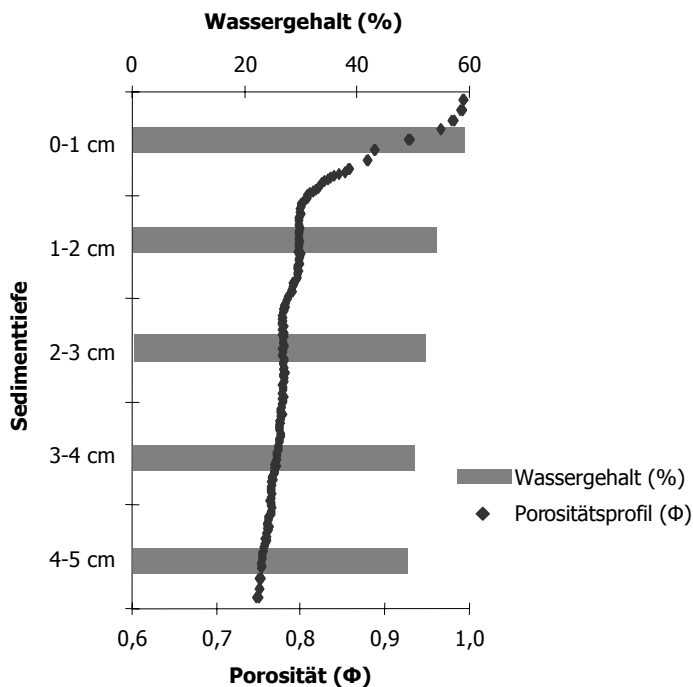 Wassergehalt (%)
0 20 40 60
Sedimenttiefe
0-1 cm
1-2 cm
2-3 cm
3-4 cm
4-5 cm
Wassergehalt (%)
Porositätsprofil (Φ)
0,6 0,7 0,8 0,9 1,0
Porosität (Φ)